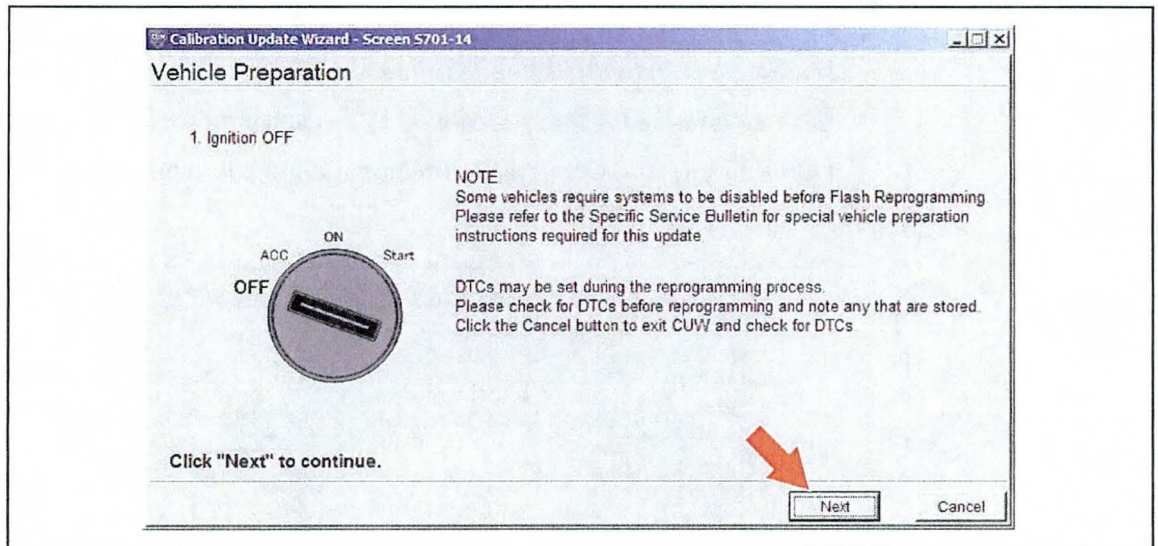 Calibration Update Wizard - Screen S701-14
Vehicle Preparation
1. Ignition OFF
NOTE
Some vehicles require systems to be disabled before Flash Reprogramming
Please refer to the Specific Service Bulletin for special vehicle preparation
instructions required for this update
ON
ACC
Start
OFF
DTCs may be set during the reprogramming process.
Please check for DTCs before reprogramming and note any that are stored.
Click the Cancel button to exit CUW and check for DTCs
Click "Next" to continue.
Next
Cancel